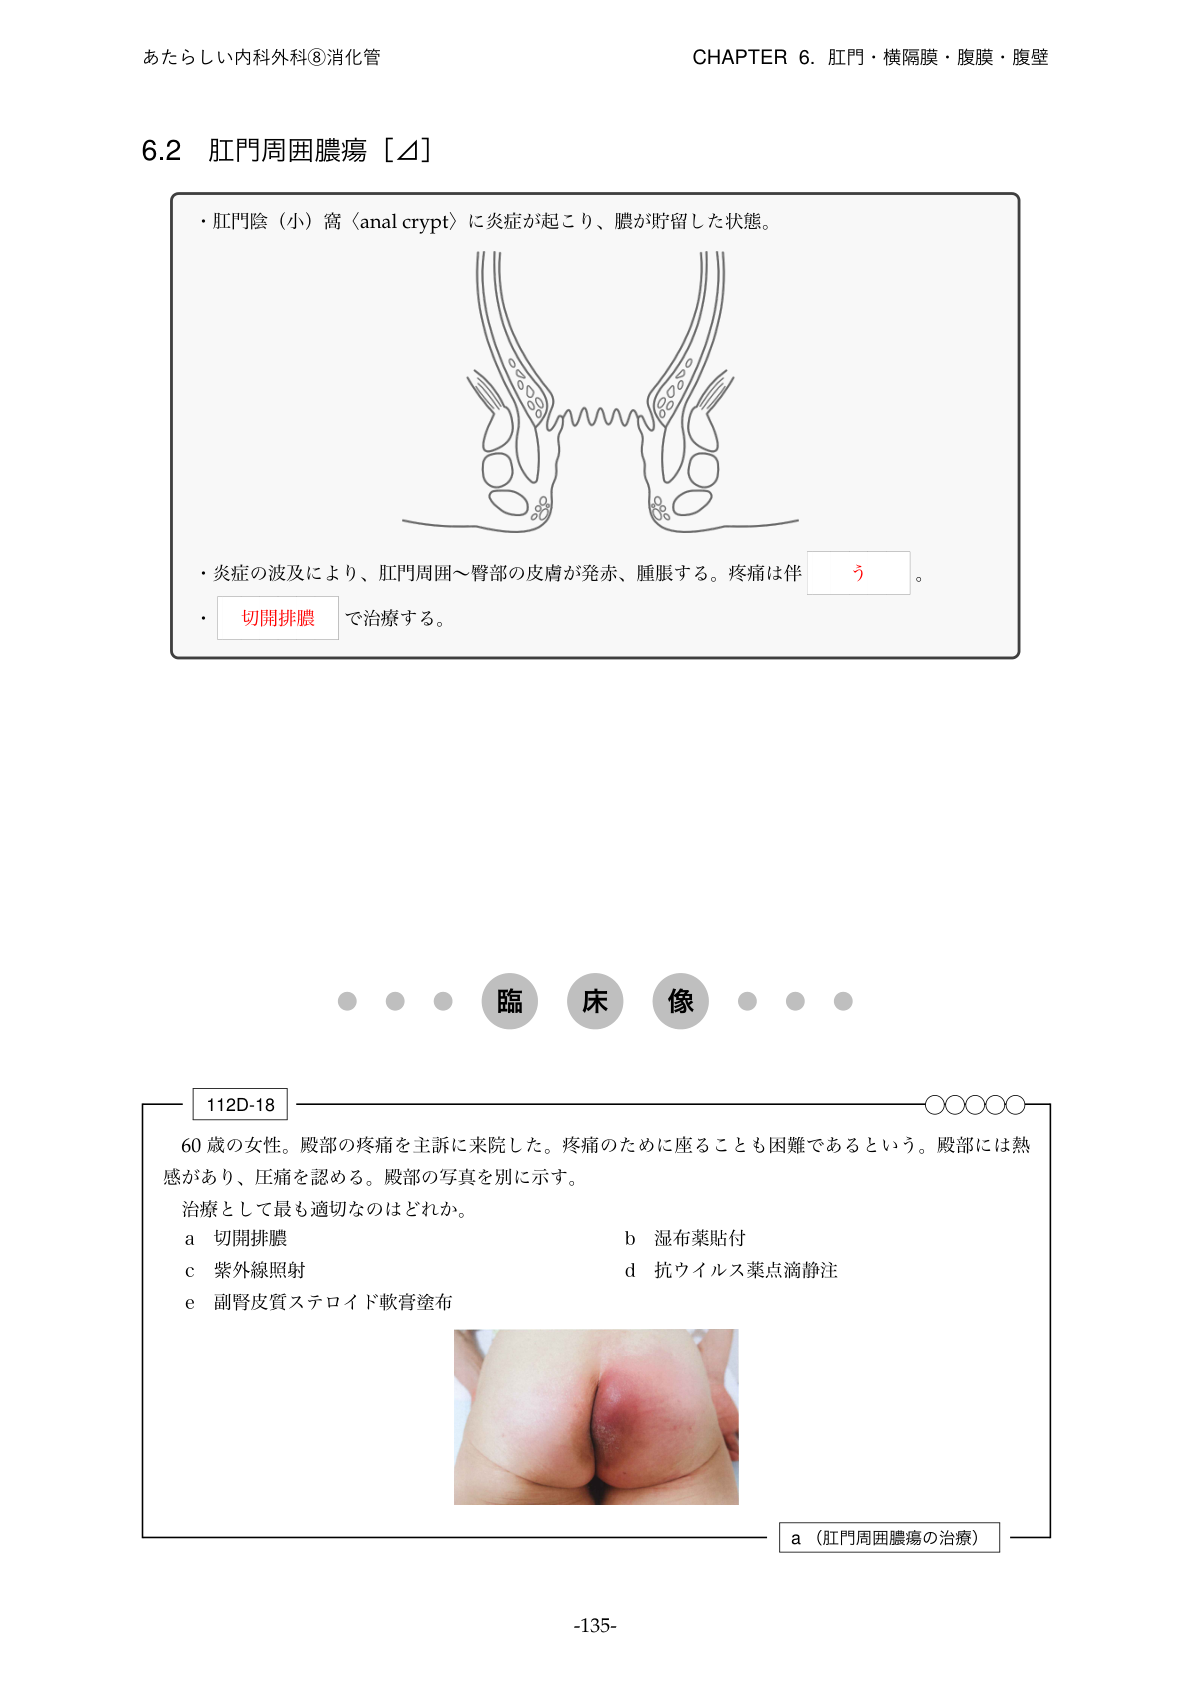 あたらしい内科外科⑧消化管
CHAPTER 6. 肛門・横隔膜・腹膜・腹壁
6.2 肛門周囲膿瘍［⊿］
・肛門陰（小）窩〈anal crypt〉に炎症が起こり、膿が貯留した状態。
・炎症の波及により、肛門周囲〜臀部の皮膚が発赤、腫脹する。疼痛は伴 う 。
・ 切開排膿 で治療する。
臨床像
112D-18
60 歳の女性。殿部の疼痛を主訴に来院した。疼痛のために座ることも困難であるという。殿部には熱
感があり、圧痛を認める。殿部の写真を別に示す。
治療として最も適切なのはどれか。
a 切開排膿
b 湿布薬貼付
c 紫外線照射
d 抗ウイルス薬点滴静注
e 副腎皮質ステロイド軟膏塗布
a （肛門周囲膿瘍の治療）
-135-